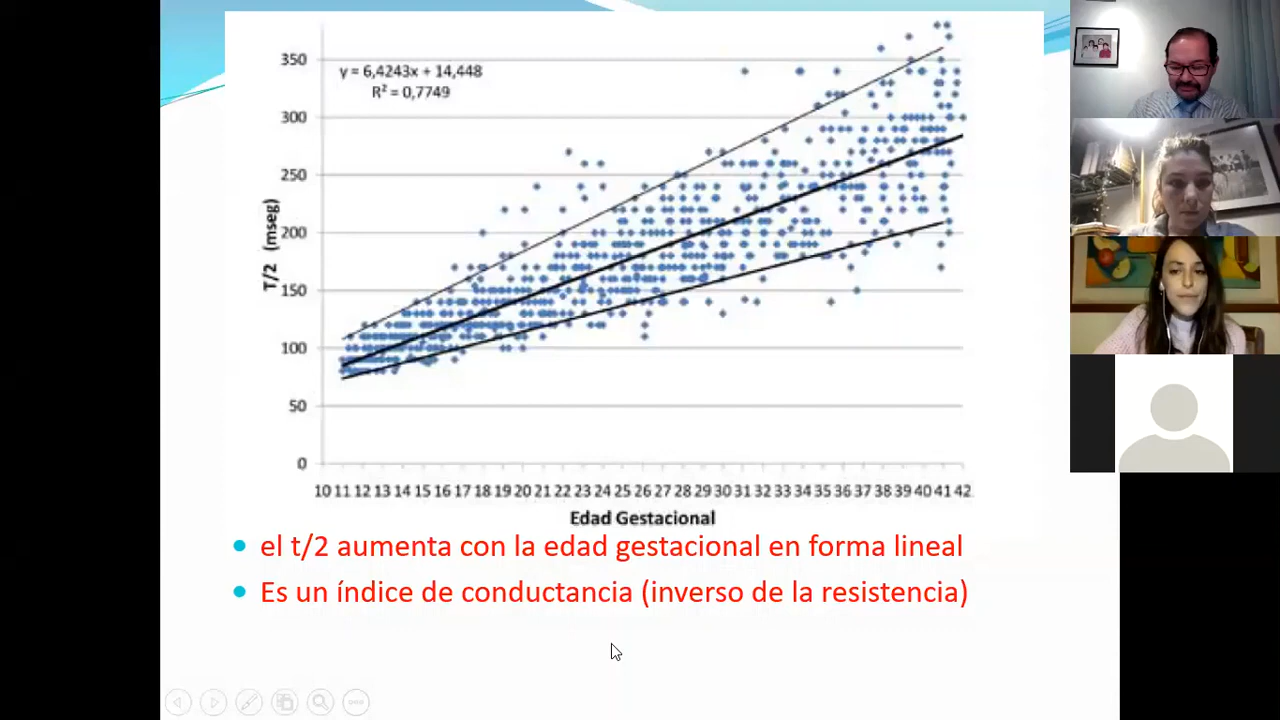 350
300
250
200
150
100
50
0
T/2 (mseg)
y = 6,4243x + 14,448
R² = 0,7749
10 11 12 13 14 15 16 17 18 19 20 21 22 23 24 25 26 27 28 29 30 31 32 33 34 35 36 37 38 39 40 41 42
Edad Gestacional
• el t/2 aumenta con la edad gestacional en forma lineal
• Es un índice de conductancia (inverso de la resistencia)